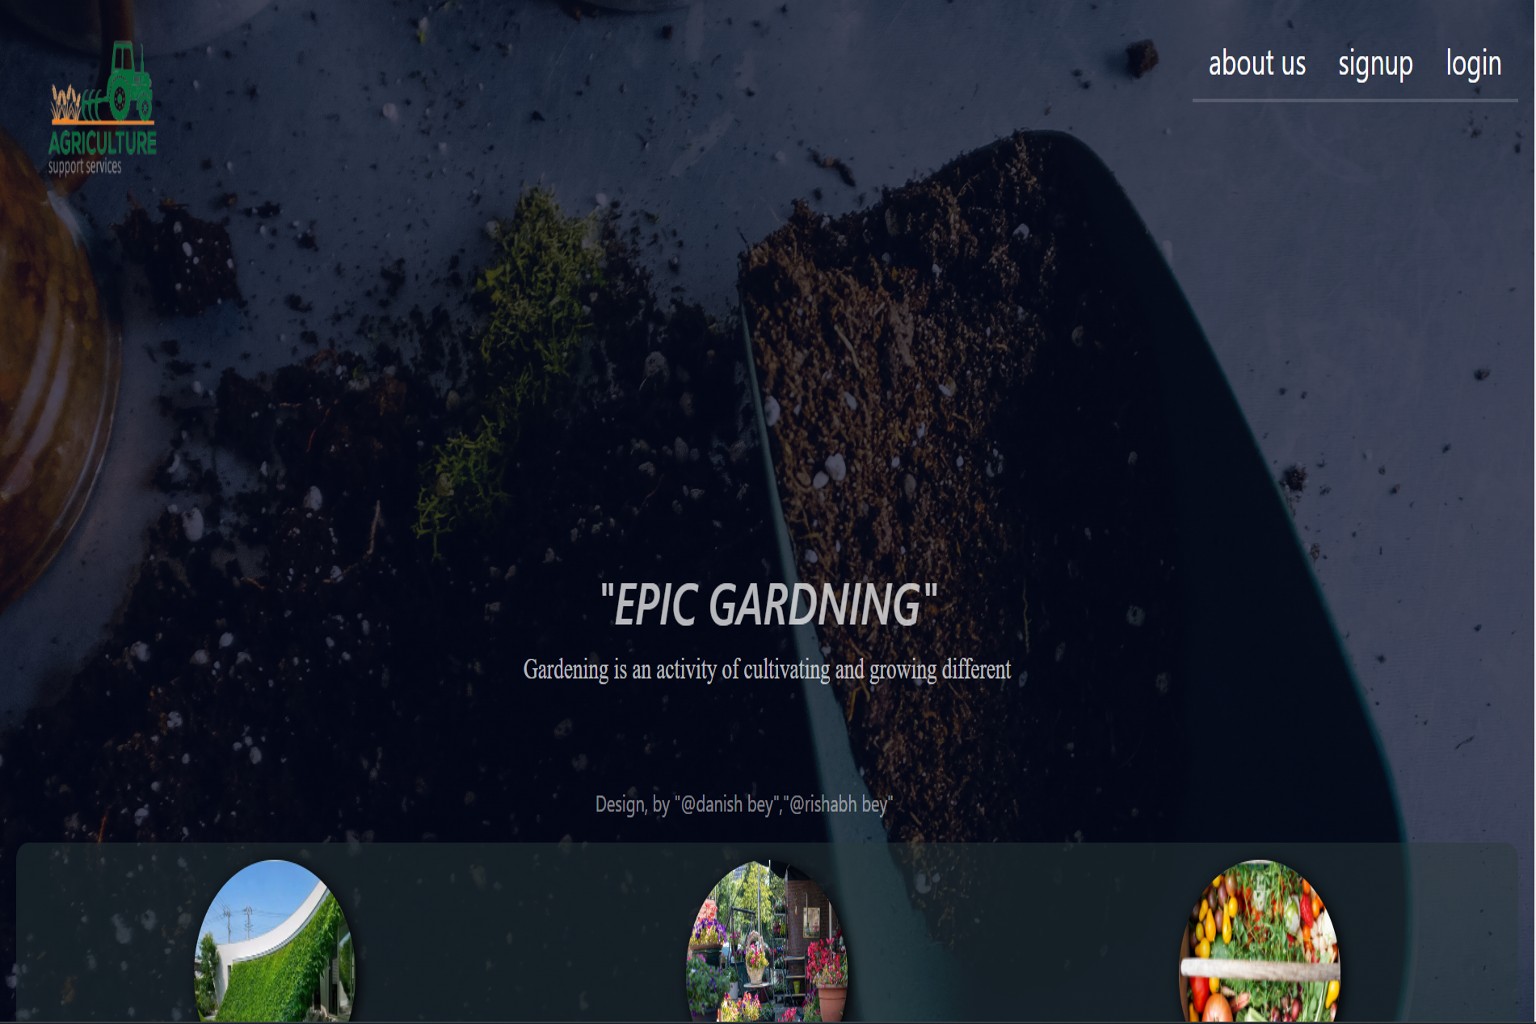 AGRICULTURE
support services
about us signup login
"EPIC GARDNING"
Gardening is an activity of cultivating and growing different
Design, by "@danish bey","@rishabh bey"